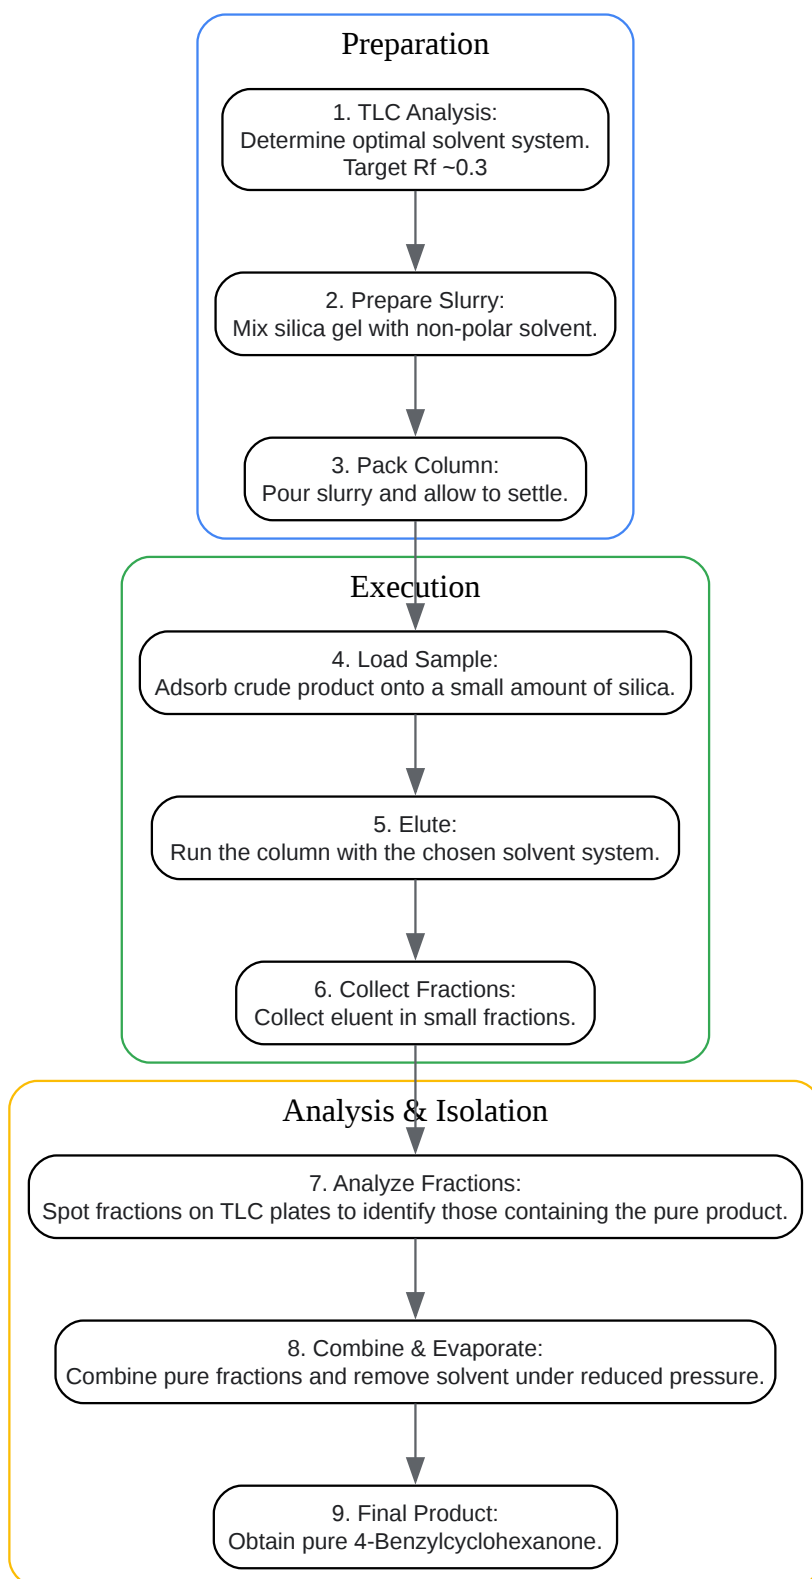 Preparation
1. TLC Analysis:
Determine optimal solvent system.
Target Rf ~0.3
2. Prepare Slurry:
Mix silica gel with non-polar solvent.
3. Pack Column:
Pour slurry and allow to settle.
Execution
4. Load Sample:
Adsorb crude product onto a small amount of silica.
5. Elute:
Run the column with the chosen solvent system.
6. Collect Fractions:
Collect eluent in small fractions.
Analysis & Isolation
7. Analyze Fractions:
Spot fractions on TLC plates to identify those containing the pure product.
8. Combine & Evaporate:
Combine pure fractions and remove solvent under reduced pressure.
9. Final Product:
Obtain pure 4-Benzylcyclohexanone.